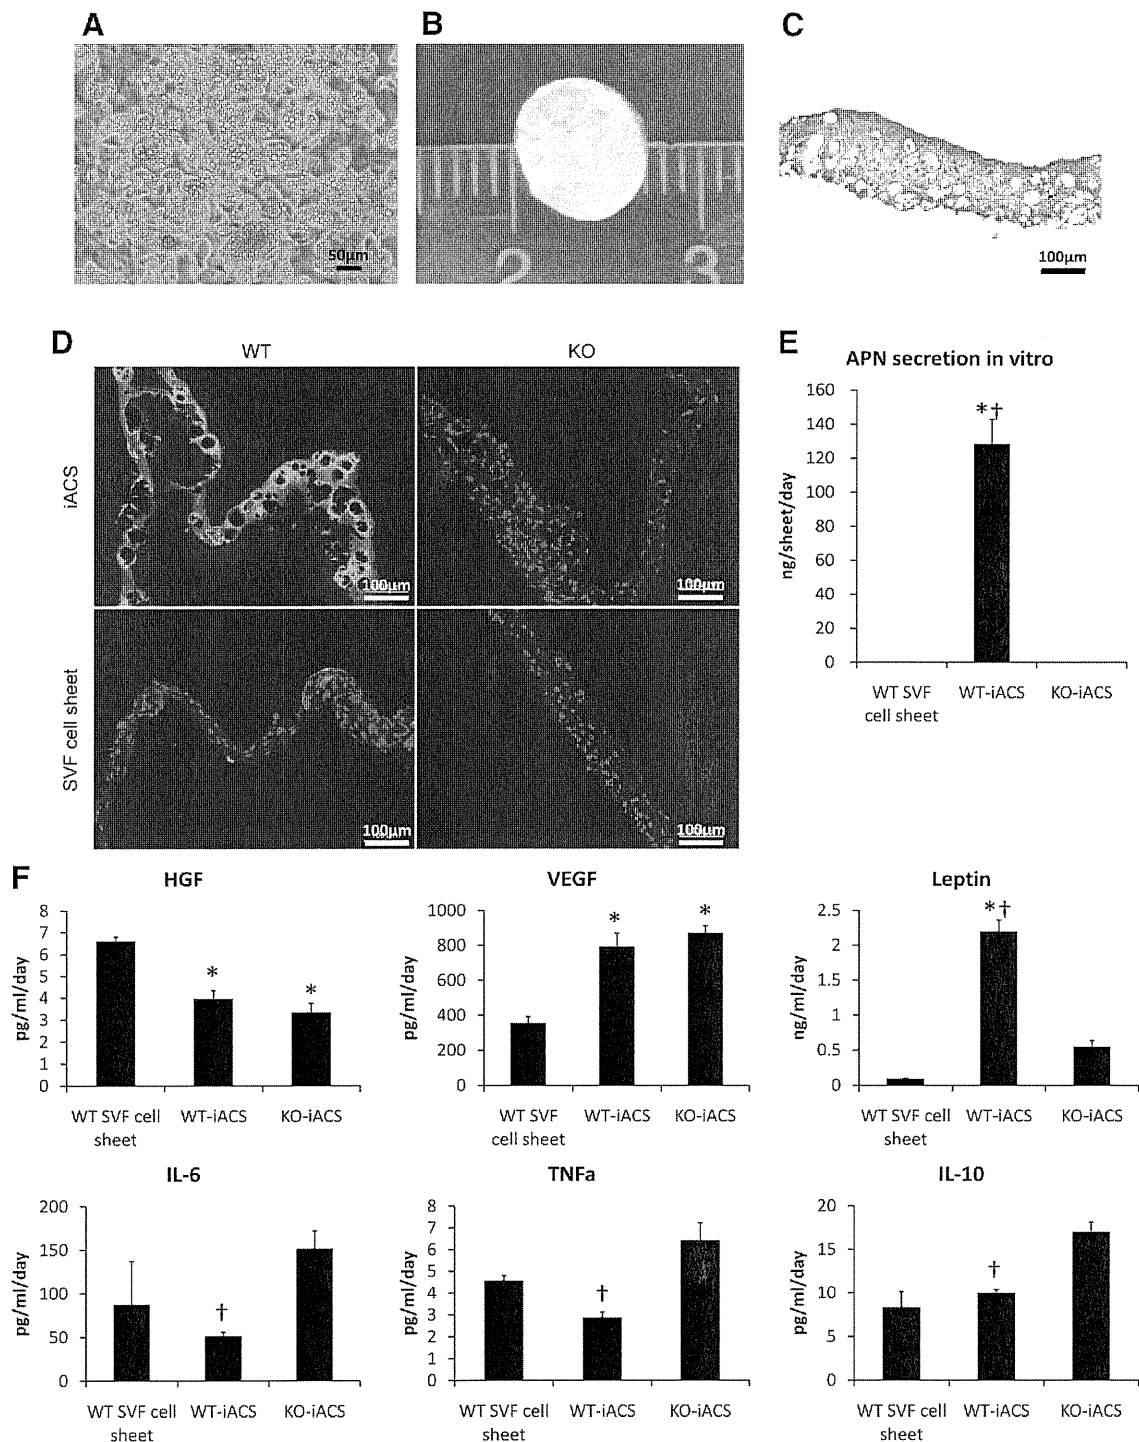 A
B
C
50µm
2
3
100µm
D
WT
KO
iACS
SVF cell sheet
100µm
100µm
100µm
100µm
E
APN secretion in vitro
ng/sheet/day
160
140
120
100
80
60
40
20
0
*†
WT SVF cell sheet
WT-iACS
KO-iACS
F
HGF
pg/ml/day
8
7
6
5
4
3
2
1
0
*
*
WT SVF cell sheet
WT-iACS
KO-iACS
VEGF
pg/ml/day
1000
800
600
400
200
0
*
*
WT SVF cell sheet
WT-iACS
KO-iACS
Leptin
ng/ml/day
2.5
2
1.5
1
0.5
0
*†
WT SVF cell sheet
WT-iACS
KO-iACS
IL-6
pg/ml/day
200
150
100
50
0
†
WT SVF cell sheet
WT-iACS
KO-iACS
TNFa
pg/ml/day
8
7
6
5
4
3
2
1
0
†
WT SVF cell sheet
WT-iACS
KO-iACS
IL-10
pg/ml/day
20
15
10
5
0
†
WT SVF cell sheet
WT-iACS
KO-iACS